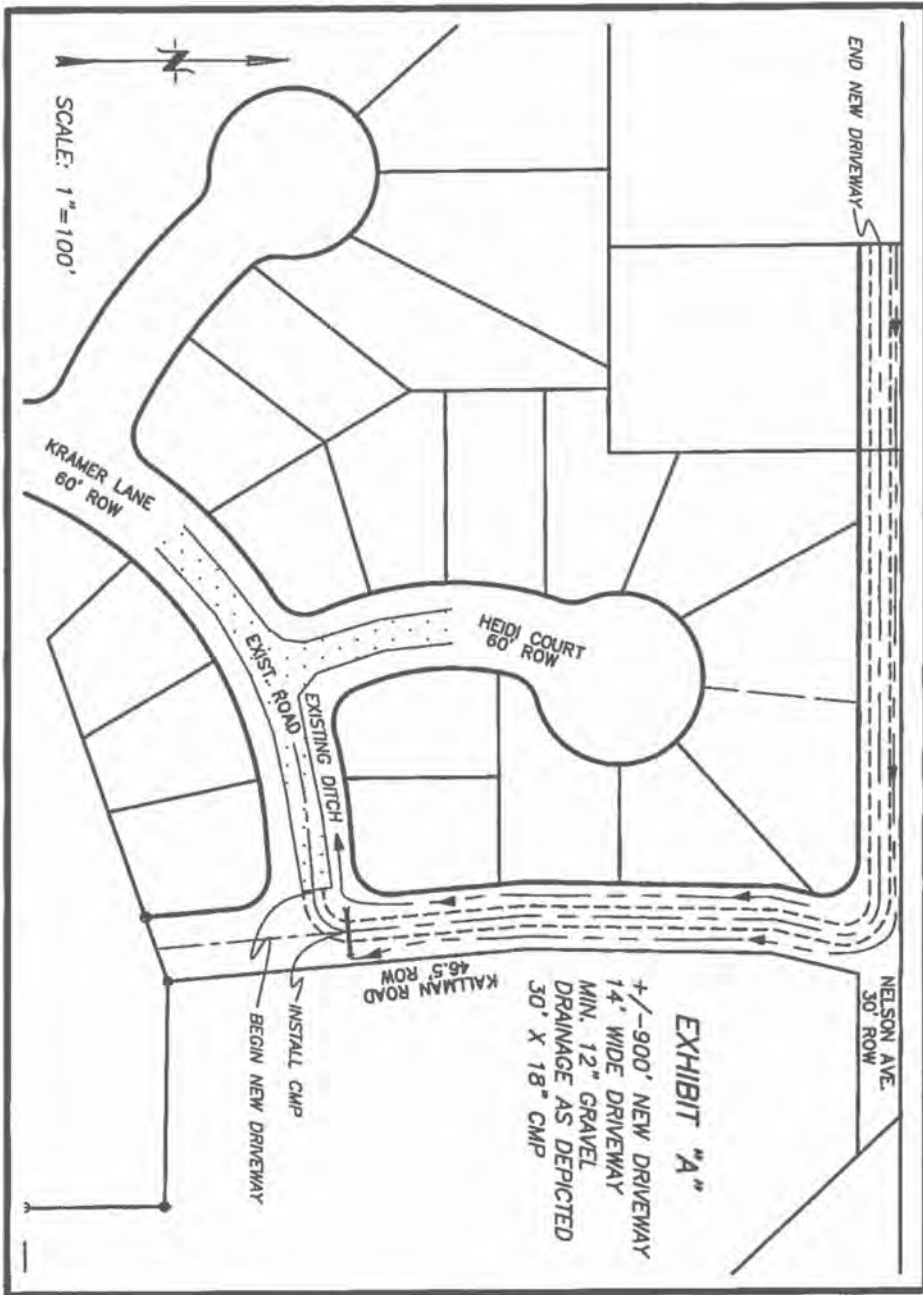 EXHIBIT "A"
+/-900' NEW DRIVEWAY
14' WIDE DRIVEWAY
MIN. 12" GRAVEL
DRAINAGE AS DEPICTED
30' X 18" CMP
NELSON AVE.
30' ROW
END NEW DRIVEWAY
HEIDI COURT
60' ROW
KALLMAN ROAD
46.5' ROW
EXISTING DITCH
EXIST. ROAD
INSTALL CMP
BEGIN NEW DRIVEWAY
KRAMER LANE
60' ROW
N
SCALE: 1"=100'